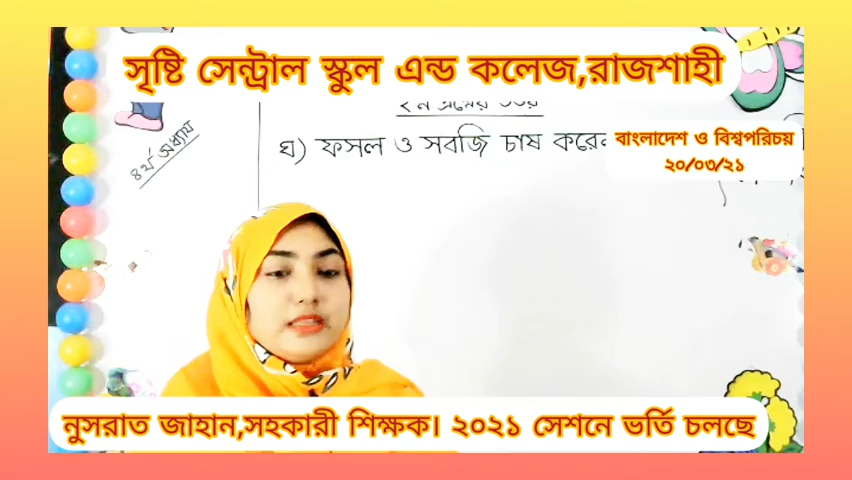 সৃষ্টি সেন্ট্রাল স্কুল এন্ড কলেজ,রাজশাহী
৪র্থ অধ্যায়
ঘ) ফসল ও সবজি চাষ করেন
বাংলাদেশ ও বিশ্বপরিচয়
২০/০৩/২১
নুসরাত জাহান,সহকারী শিক্ষক। ২০২১ সেশনে ভর্তি চলছে